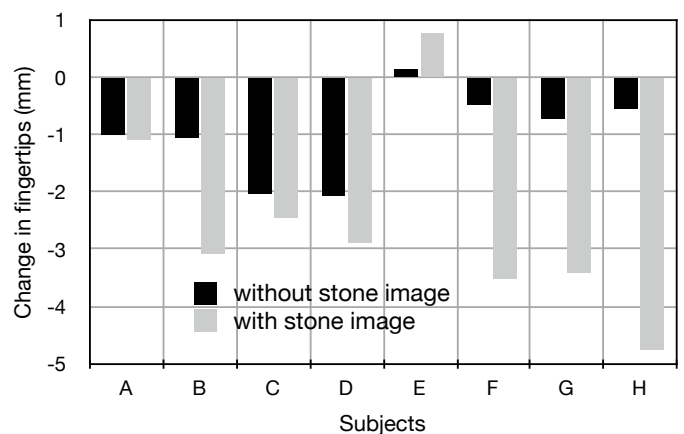 Change in fingertips (mm)
1
0
-1
-2
-3
-4
-5
without stone image
with stone image
A B C D E F G H
Subjects